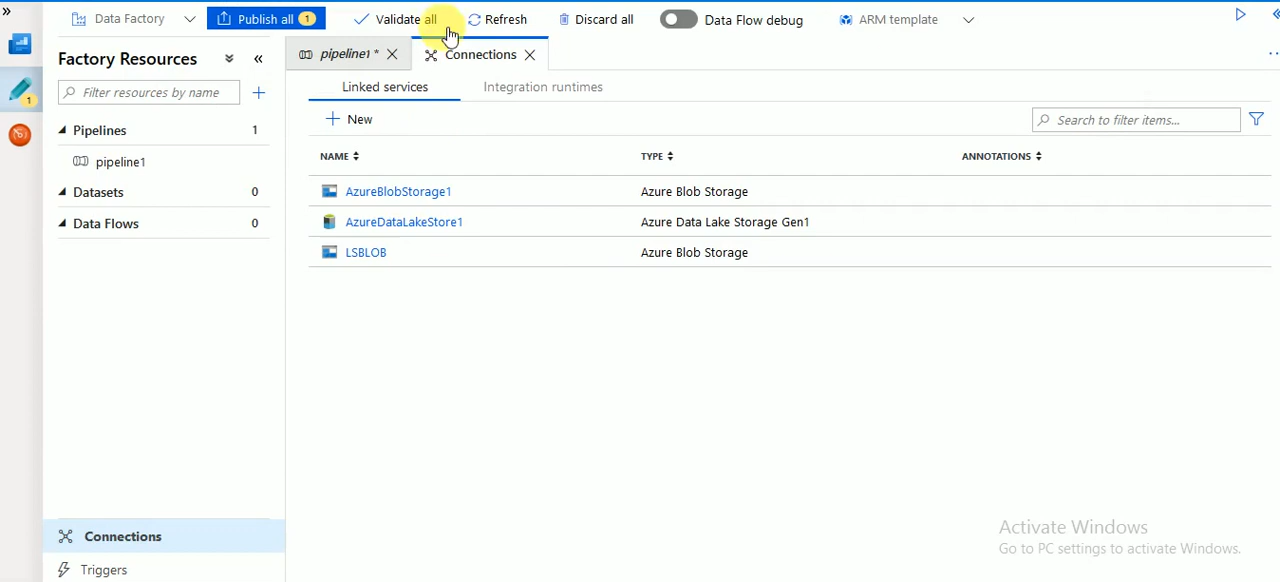 »
Data Factory
Publish all 1
Validate all
Refresh
Discard all
Data Flow debug
ARM template
«
1
Factory Resources
«
Filter resources by name
+
Pipelines 1
pipeline1
Datasets 0
Data Flows 0
Connections
Triggers
pipeline1 *
Connections
Linked services
Integration runtimes
+ New
Search to filter items...
NAME TYPE ANNOTATIONS
AzureBlobStorage1 Azure Blob Storage
AzureDataLakeStore1 Azure Data Lake Storage Gen1
LSBLOB Azure Blob Storage
Activate Windows
Go to PC settings to activate Windows.